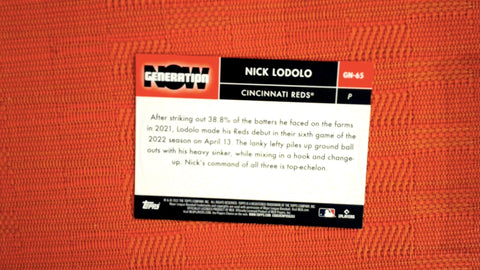 GENERATION
NOW
NICK LODOLO
GN-65
CINCINNATI REDS®
P
After striking out 38.8% of the batters he faced on the farms
in 2021, Lodolo made his Reds debut in their sixth game of the
2022 season on April 13. The lanky lefty piles up ground ball
outs with his heavy sinker, while mixing in a hook and change-
up. Nick's command of all three is top-echelon.
Topps